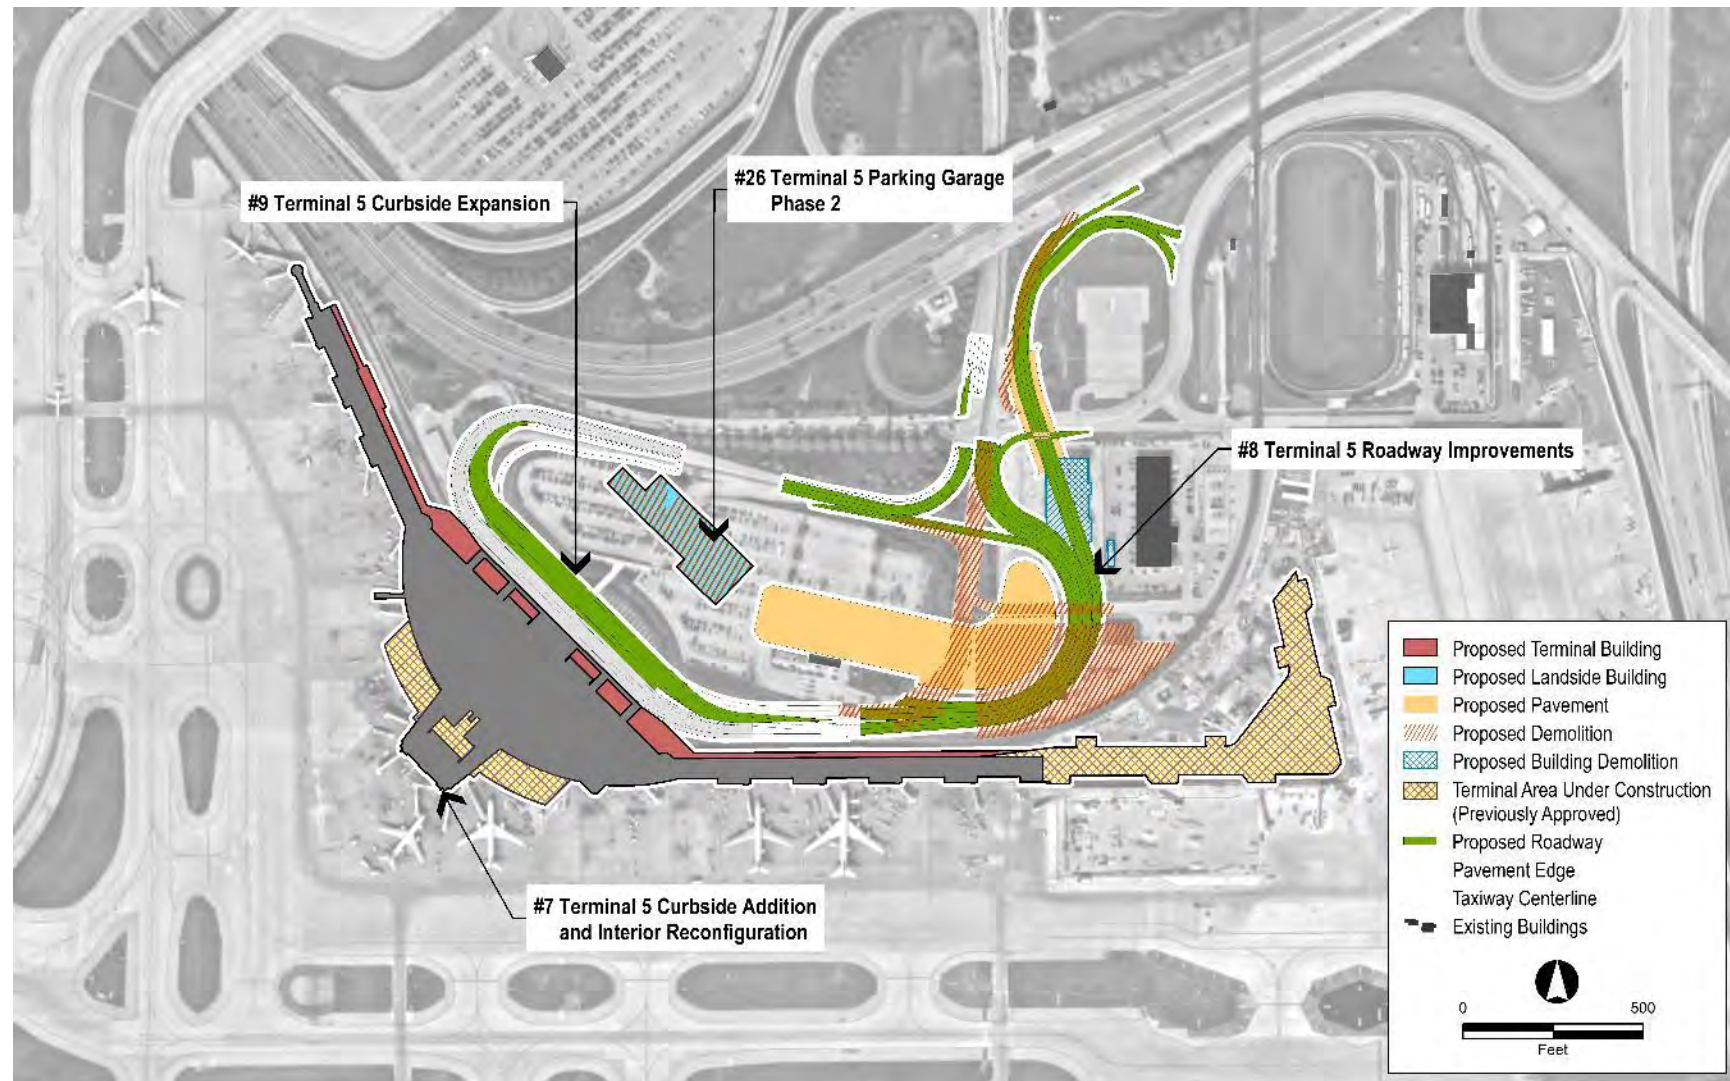 #26 Terminal 5 Parking Garage
Phase 2
#9 Terminal 5 Curbside Expansion
#8 Terminal 5 Roadway Improvements
#7 Terminal 5 Curbside Addition
and Interior Reconfiguration
Proposed Terminal Building
Proposed Landside Building
Proposed Pavement
Proposed Demolition
Proposed Building Demolition
Terminal Area Under Construction
(Previously Approved)
Proposed Roadway
Pavement Edge
Taxiway Centerline
Existing Buildings
0 500
Feet